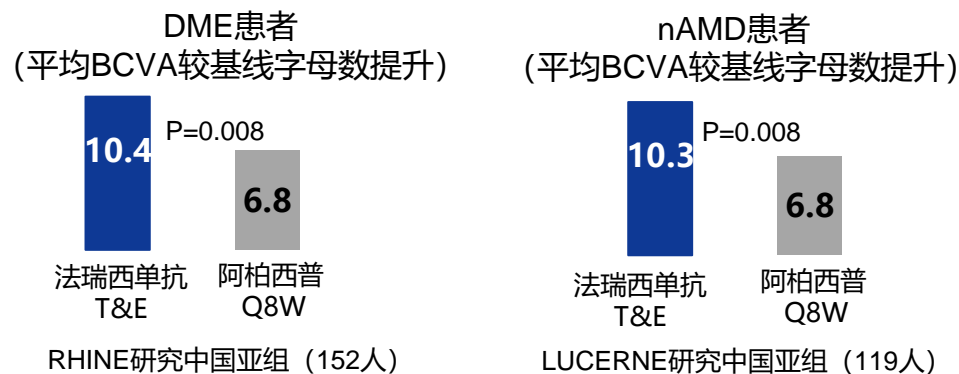 DME患者
（平均BCVA较基线字母数提升）
10.4
P=0.008
6.8
法瑞西单抗
T&E
阿柏西普
Q8W
RHINE研究中国亚组（152人）
nAMD患者
（平均BCVA较基线字母数提升）
10.3
P=0.008
6.8
法瑞西单抗
T&E
阿柏西普
Q8W
LUCERNE研究中国亚组（119人）